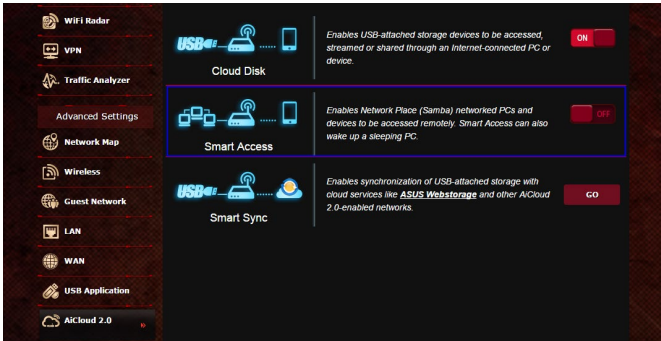 WiFi Radar
VPN
Traffic Analyzer
Advanced Settings
Network Map
Wireless
Guest Network
LAN
WAN
USB Application
AiCloud 2.0
USB
Cloud Disk
Enables USB-attached storage devices to be accessed,
streamed or shared through an Internet-connected PC or
device.
ON
Smart Access
Enables Network Place (Samba) networked PCs and
devices to be accessed remotely. Smart Access can also
wake up a sleeping PC.
OFF
USB
Smart Sync
Enables synchronization of USB-attached storage with
cloud services like ASUS Webstorage and other AiCloud
2.0-enabled networks.
GO